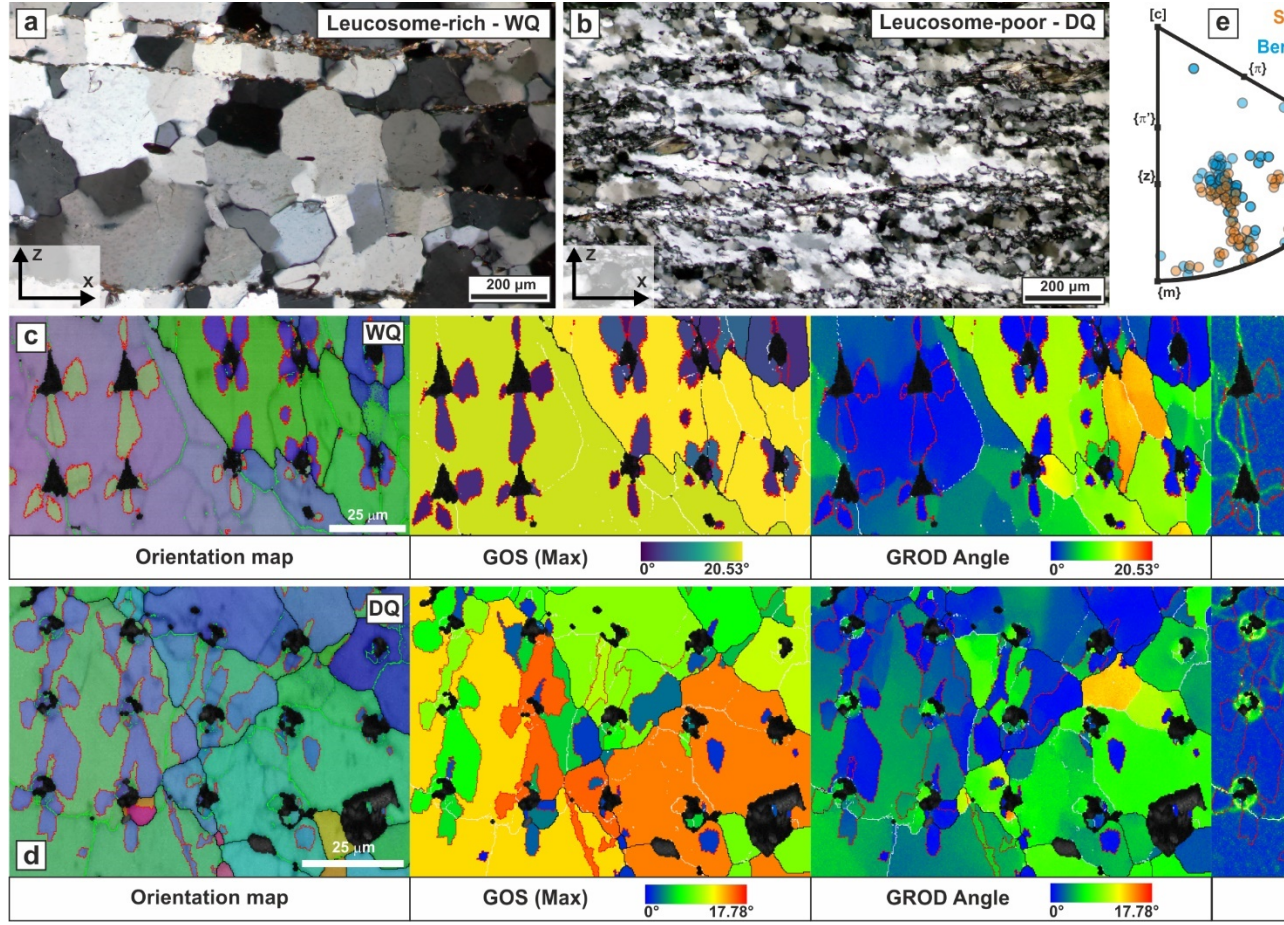 a
Leucosome-rich - WQ
z
x
200 µm
b
Leucosome-poor - DQ
z
x
200 µm
e
[c]
{π}
{π'}
{z}
{m}
c
WQ
25 µm
Orientation map
GOS (Max)
0°
20.53°
GROD Angle
0°
20.53°
DQ
d
25 µm
Orientation map
GOS (Max)
0°
17.78°
GROD Angle
0°
17.78°